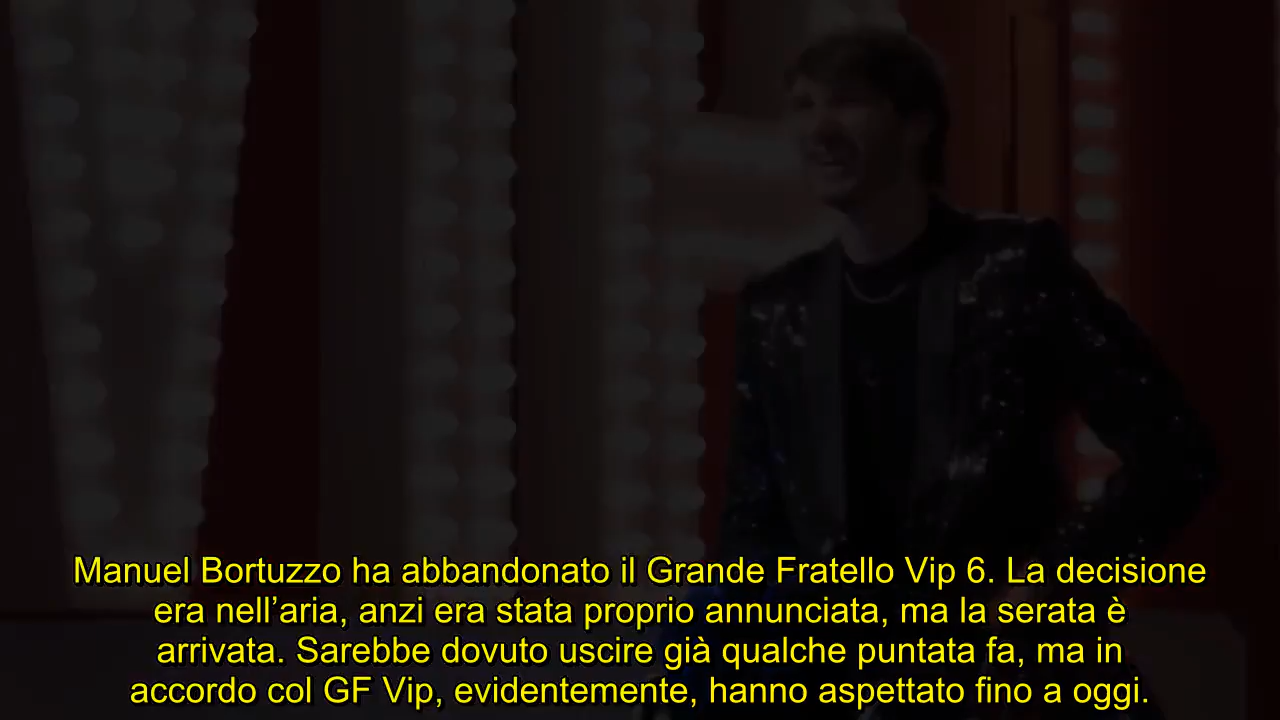 Manuel Bortuzzo ha abbandonato il Grande Fratello Vip 6. La decisione
era nell’aria, anzi era stata proprio annunciata, ma la serata è
arrivata. Sarebbe dovuto uscire già qualche puntata fa, ma in
accordo col GF Vip, evidentemente, hanno aspettato fino a oggi.